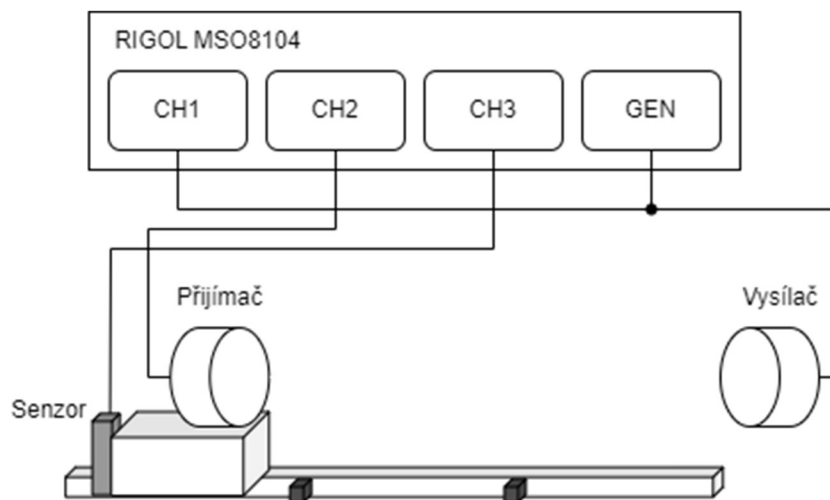 RIGOL MSO8104
CH1
CH2
CH3
GEN
Přijímač
Vysílač
Senzor